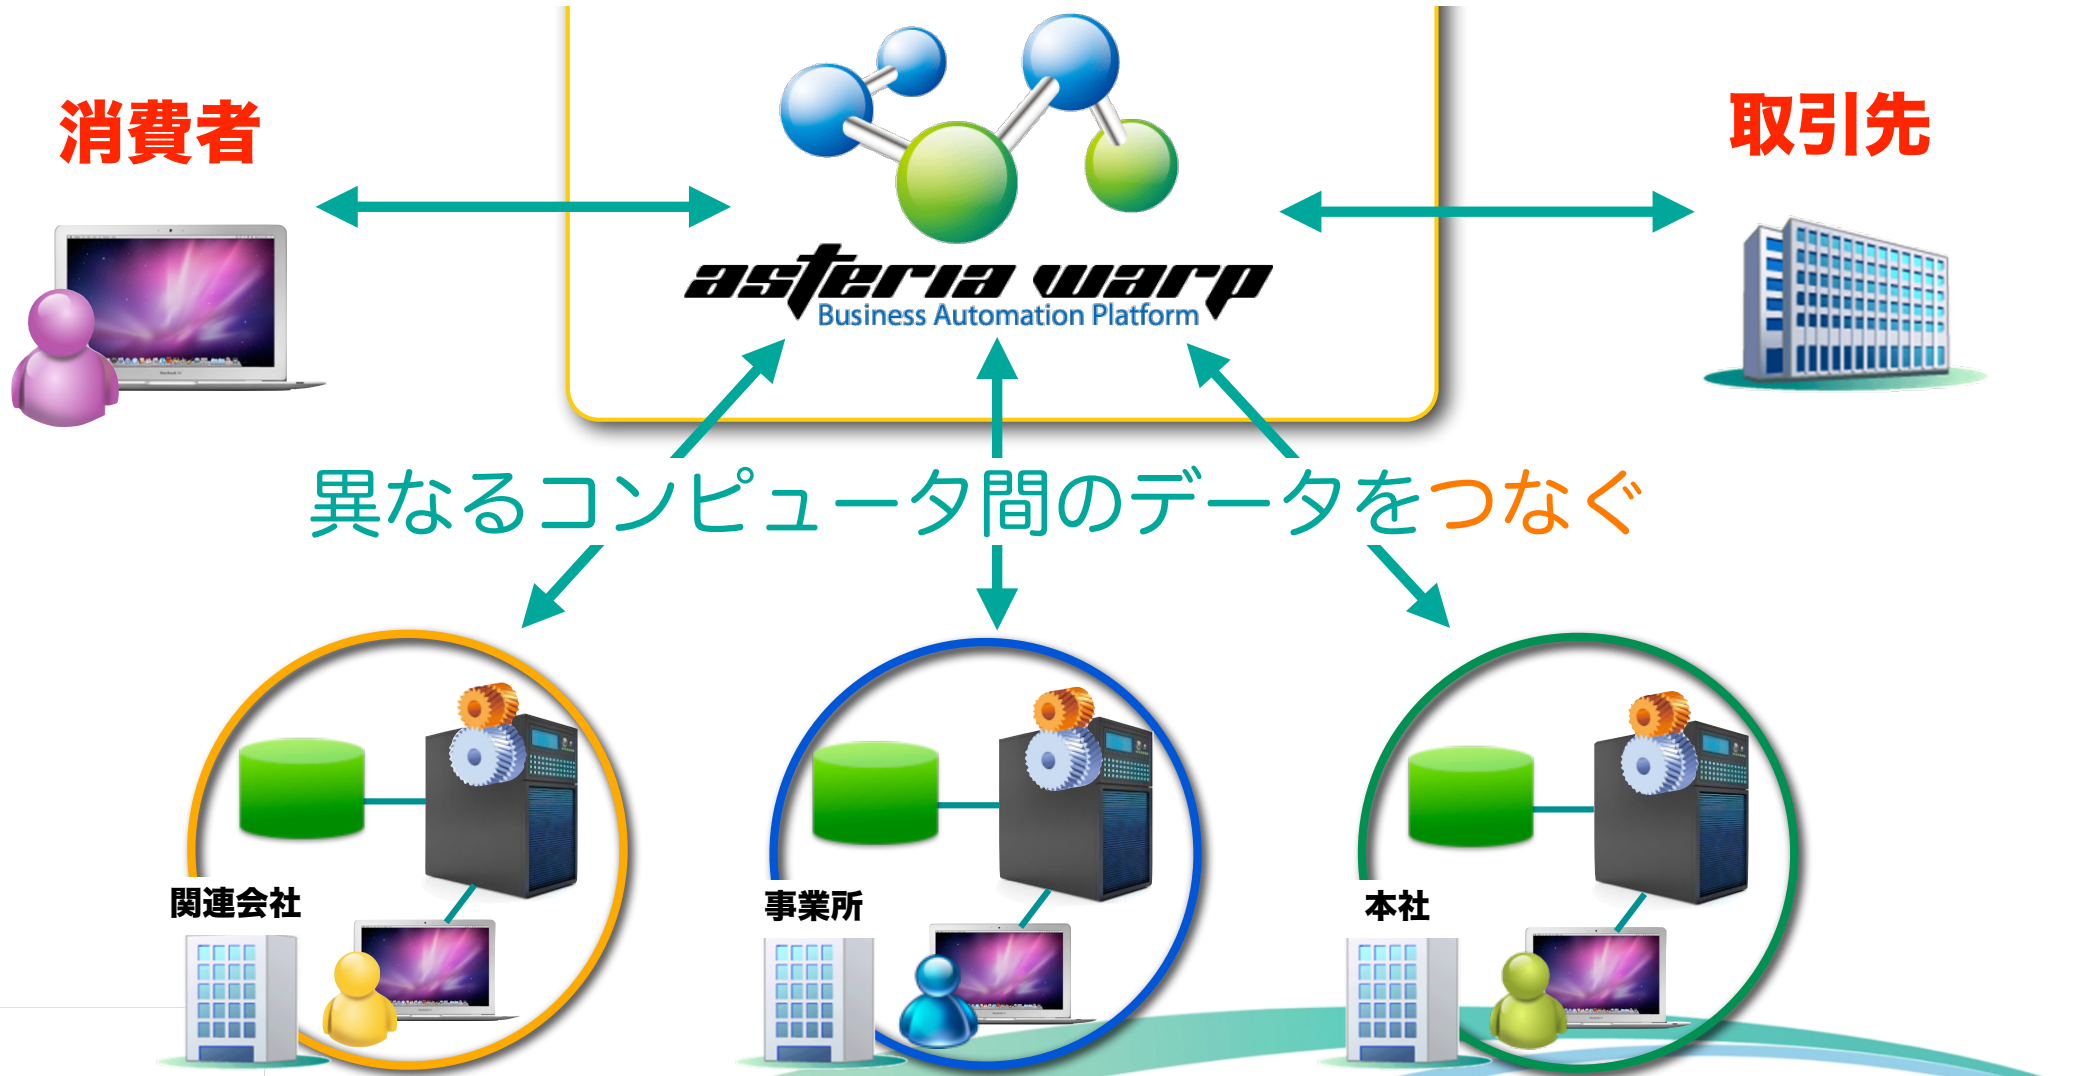 消費者
取引先
asteria warp
Business Automation Platform
異なるコンピュータ間のデータをつなぐ
関連会社
事業所
本社